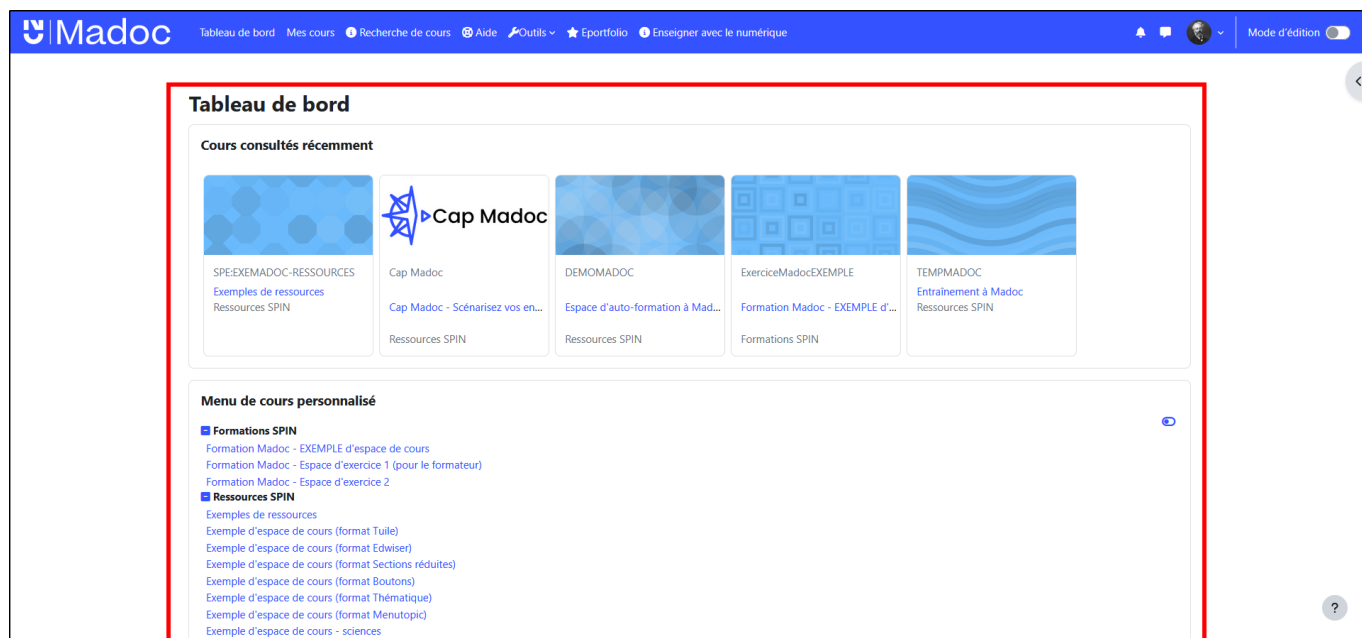 Madoc
Tableau de bord Mes cours Recherche de cours Aide Outils Eportfolio Enseigner avec le numérique Mode d'édition
Tableau de bord
Cours consultés récemment
Cap Madoc
SPE:EXEMADOC-RESSOURCES
Exemples de ressources
Ressources SPIN
Cap Madoc
Cap Madoc - Scénarisez vos en...
Ressources SPIN
DEMOMADOC
Espace d'auto-formation à Mad...
Ressources SPIN
ExerciceMadocEXEMPLE
Formation Madoc - EXEMPLE d'...
Formations SPIN
TEMPMADOC
Entraînement à Madoc
Ressources SPIN
Menu de cours personnalisé
Formations SPIN
Formation Madoc - EXEMPLE d'espace de cours
Formation Madoc - Espace d'exercice 1 (pour le formateur)
Formation Madoc - Espace d'exercice 2
Ressources SPIN
Exemples de ressources
Exemple d'espace de cours (format Tuile)
Exemple d'espace de cours (format Edwiser)
Exemple d'espace de cours (format Sections réduites)
Exemple d'espace de cours (format Boutons)
Exemple d'espace de cours (format Thématique)
Exemple d'espace de cours (format Menutopic)
Exemple d'espace de cours - sciences
?